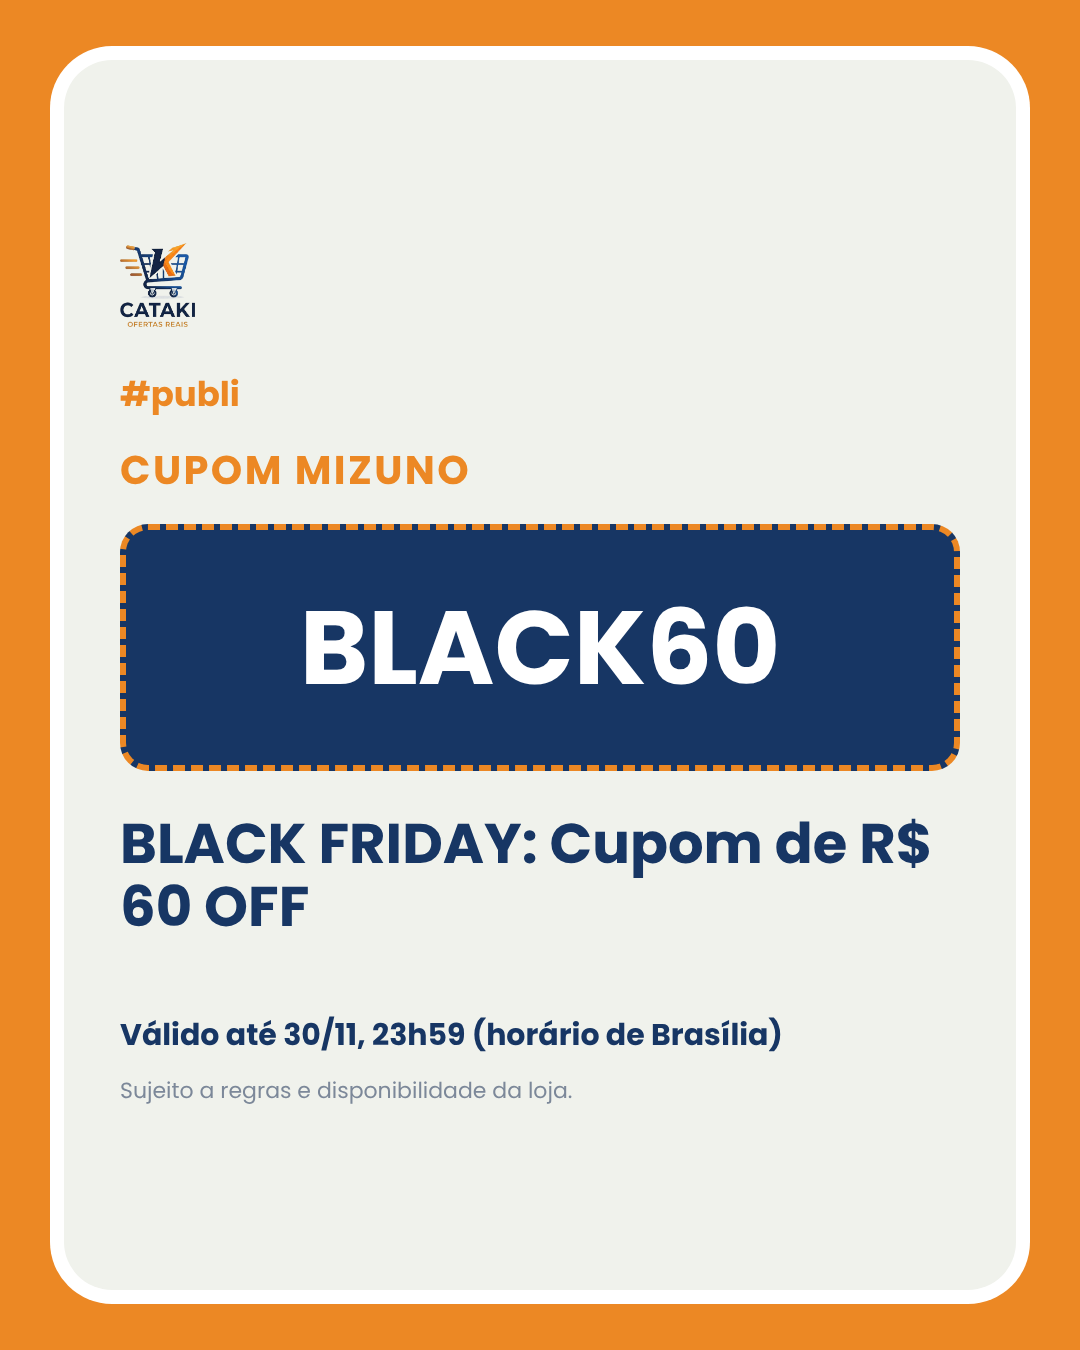 CATAKI
OFERTAS REAIS
#publi
CUPOM MIZUNO
BLACK60
BLACK FRIDAY: Cupom de R$
60 OFF
Válido até 30/11, 23h59 (horário de Brasília)
Sujeito a regras e disponibilidade da loja.